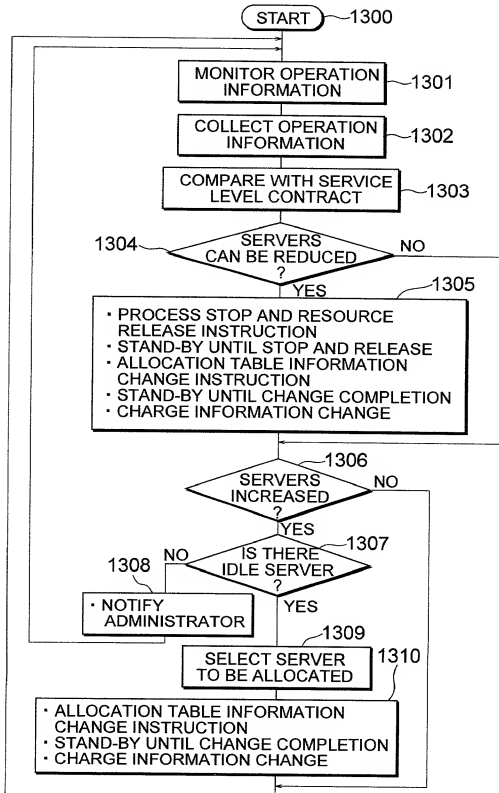 START
1300
MONITOR OPERATION
INFORMATION
1301
COLLECT OPERATION
INFORMATION
1302
COMPARE WITH SERVICE
LEVEL CONTRACT
1303
1304
SERVERS
CAN BE REDUCED
?
NO
YES
1305
· PROCESS STOP AND RESOURCE
RELEASE INSTRUCTION
· STAND-BY UNTIL STOP AND RELEASE
· ALLOCATION TABLE INFORMATION
CHANGE INSTRUCTION
· STAND-BY UNTIL CHANGE COMPLETION
· CHARGE INFORMATION CHANGE
1306
SERVERS
INCREASED
?
NO
YES
1307
IS THERE
IDLE SERVER
?
NO
YES
1308
· NOTIFY
ADMINISTRATOR
1309
SELECT SERVER
TO BE ALLOCATED
1310
· ALLOCATION TABLE INFORMATION
CHANGE INSTRUCTION
· STAND-BY UNTIL CHANGE COMPLETION
· CHARGE INFORMATION CHANGE